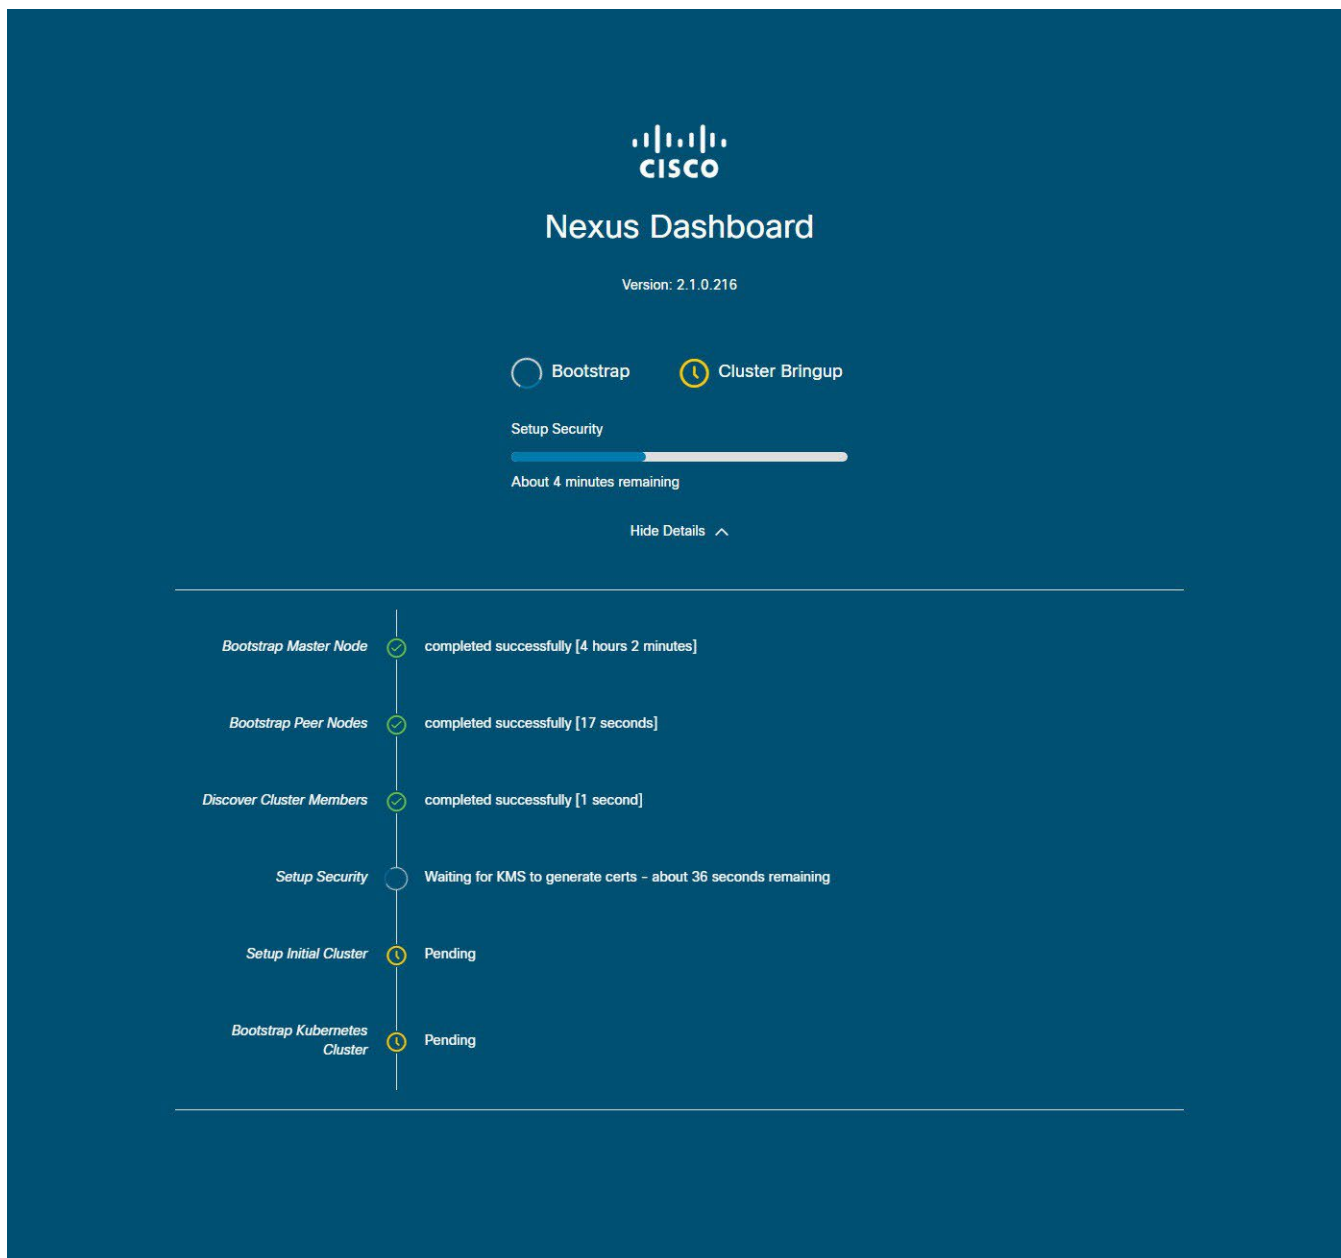 CISCO
Nexus Dashboard
Version: 2.1.0.216
Bootstrap Cluster Bringup
Setup Security
About 4 minutes remaining
Hide Details
Bootstrap Master Node completed successfully [4 hours 2 minutes]
Bootstrap Peer Nodes completed successfully [17 seconds]
Discover Cluster Members completed successfully [1 second]
Setup Security Waiting for KMS to generate certs – about 36 seconds remaining
Setup Initial Cluster Pending
Bootstrap Kubernetes
Cluster
Pending